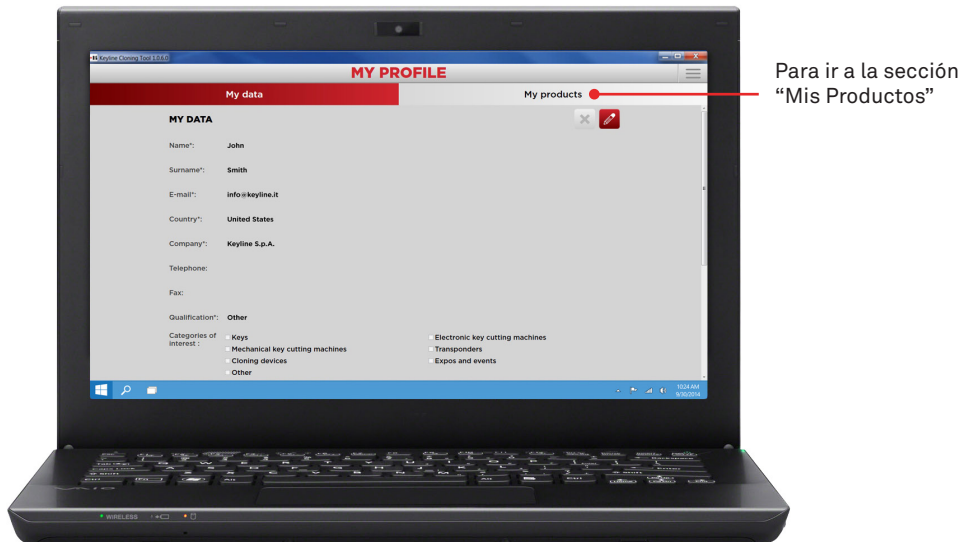 Keyline Cloning Tool 1.0.6.0
MY PROFILE
My data
My products
Para ir a la sección
“Mis Productos”
MY DATA
Name*: John
Surname*: Smith
E-mail*: info@keyline.it
Country*: United States
Company*: Keyline S.p.A.
Telephone:
Fax:
Qualification*: Other
Categories of
interest :
Keys
Electronic key cutting machines
Mechanical key cutting machines
Transponders
Cloning devices
Expos and events
Other
10:24 AM
9/30/2014
VAIO
WIRELESS